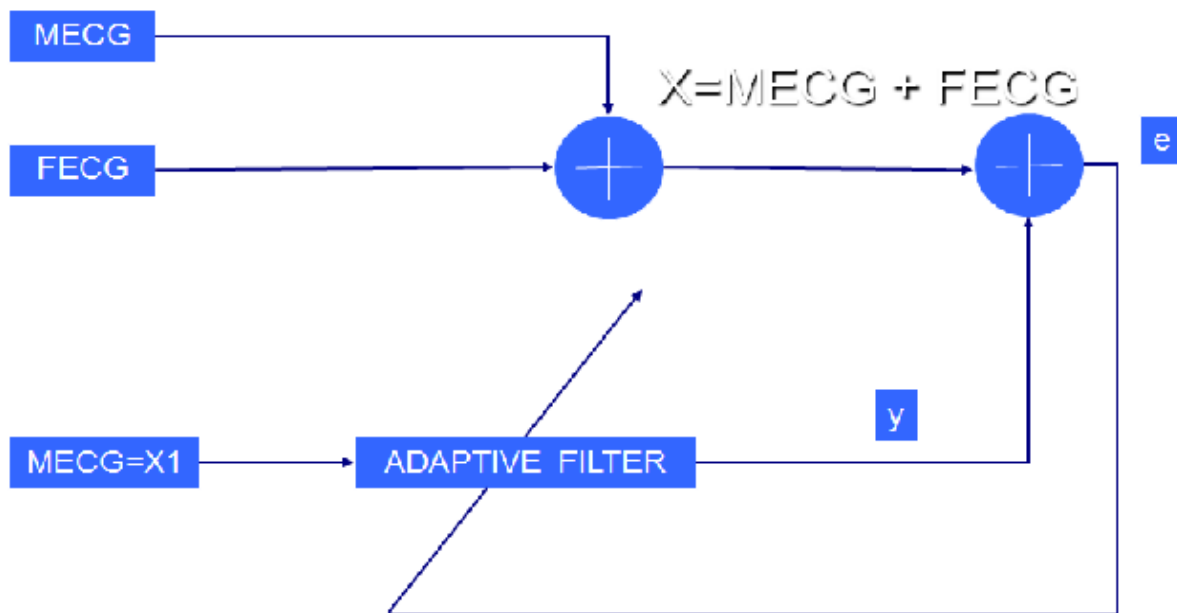 MECG
X=MECG + FECG
FECG
e
y
MECG=X1
ADAPTIVE FILTER